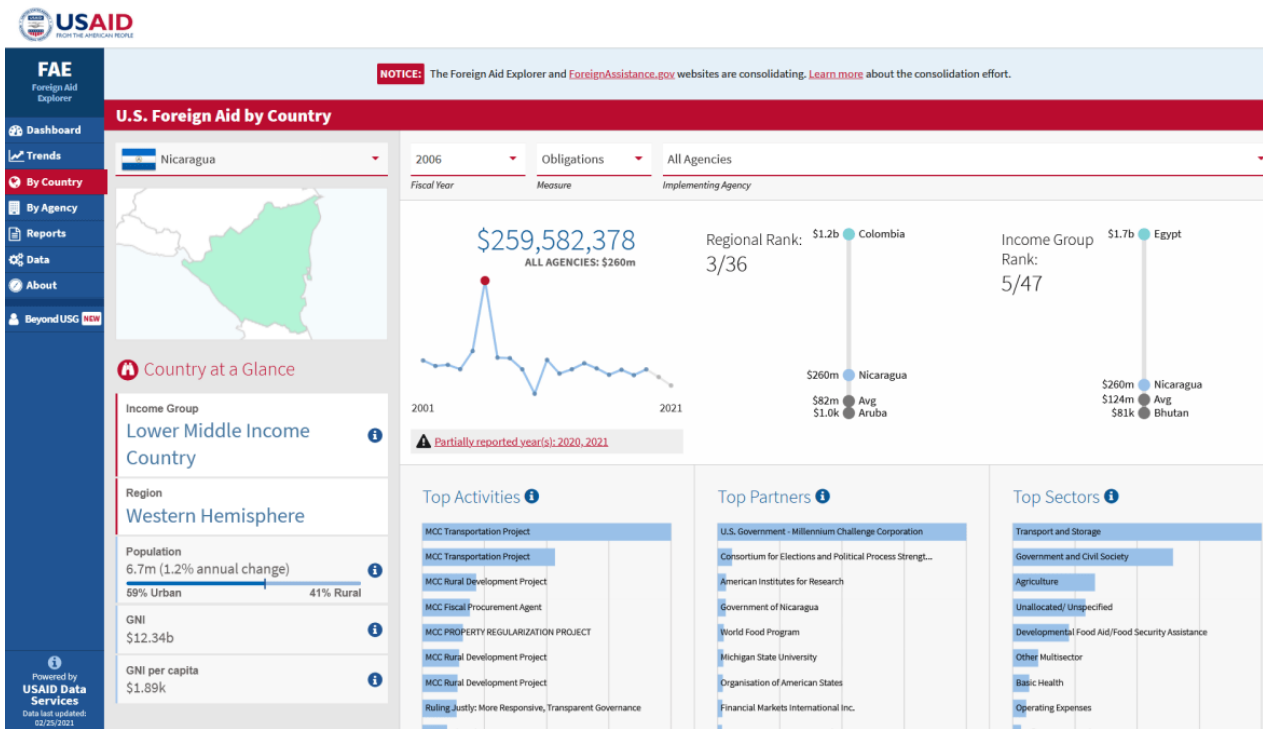 USAID
FROM THE AMERICAN PEOPLE
FAE
Foreign Aid
Explorer
Dashboard
Trends
By Country
By Agency
Reports
Data
About
Beyond USG NEW
Powered by
USAID Data
Services
Data last updated:
02/25/2021
NOTICE: The Foreign Aid Explorer and ForeignAssistance.gov websites are consolidating. Learn more about the consolidation effort.
U.S. Foreign Aid by Country
Nicaragua
Country at a Glance
Income Group
Lower Middle Income
Country
Region
Western Hemisphere
Population
6.7m (1.2% annual change)
59% Urban 41% Rural
GNI
$12.34b
GNI per capita
$1.89k
2006 Obligations All Agencies
Fiscal Year Measure Implementing Agency
$259,582,378
ALL AGENCIES: $260m
2001 2021
Partially reported year(s): 2020, 2021
Regional Rank:
3/36
$1.2b Colombia
$260m Nicaragua
$82m Avg
$1.0k Aruba
Income Group
Rank:
5/47
$1.7b Egypt
$260m Nicaragua
$124m Avg
$81k Bhutan
Top Activities
MCC Transportation Project
MCC Transportation Project
MCC Rural Development Project
MCC Fiscal Procurement Agent
MCC PROPERTY REGULARIZATION PROJECT
MCC Rural Development Project
MCC Rural Development Project
Ruling Justly: More Responsive, Transparent Governance
Top Partners
U.S. Government - Millennium Challenge Corporation
Consortium for Elections and Political Process Strengt...
American Institutes for Research
Government of Nicaragua
World Food Program
Michigan State University
Organisation of American States
Financial Markets International Inc.
Top Sectors
Transport and Storage
Government and Civil Society
Agriculture
Unallocated/ Unspecified
Developmental Food Aid/Food Security Assistance
Other Multisector
Basic Health
Operating Expenses